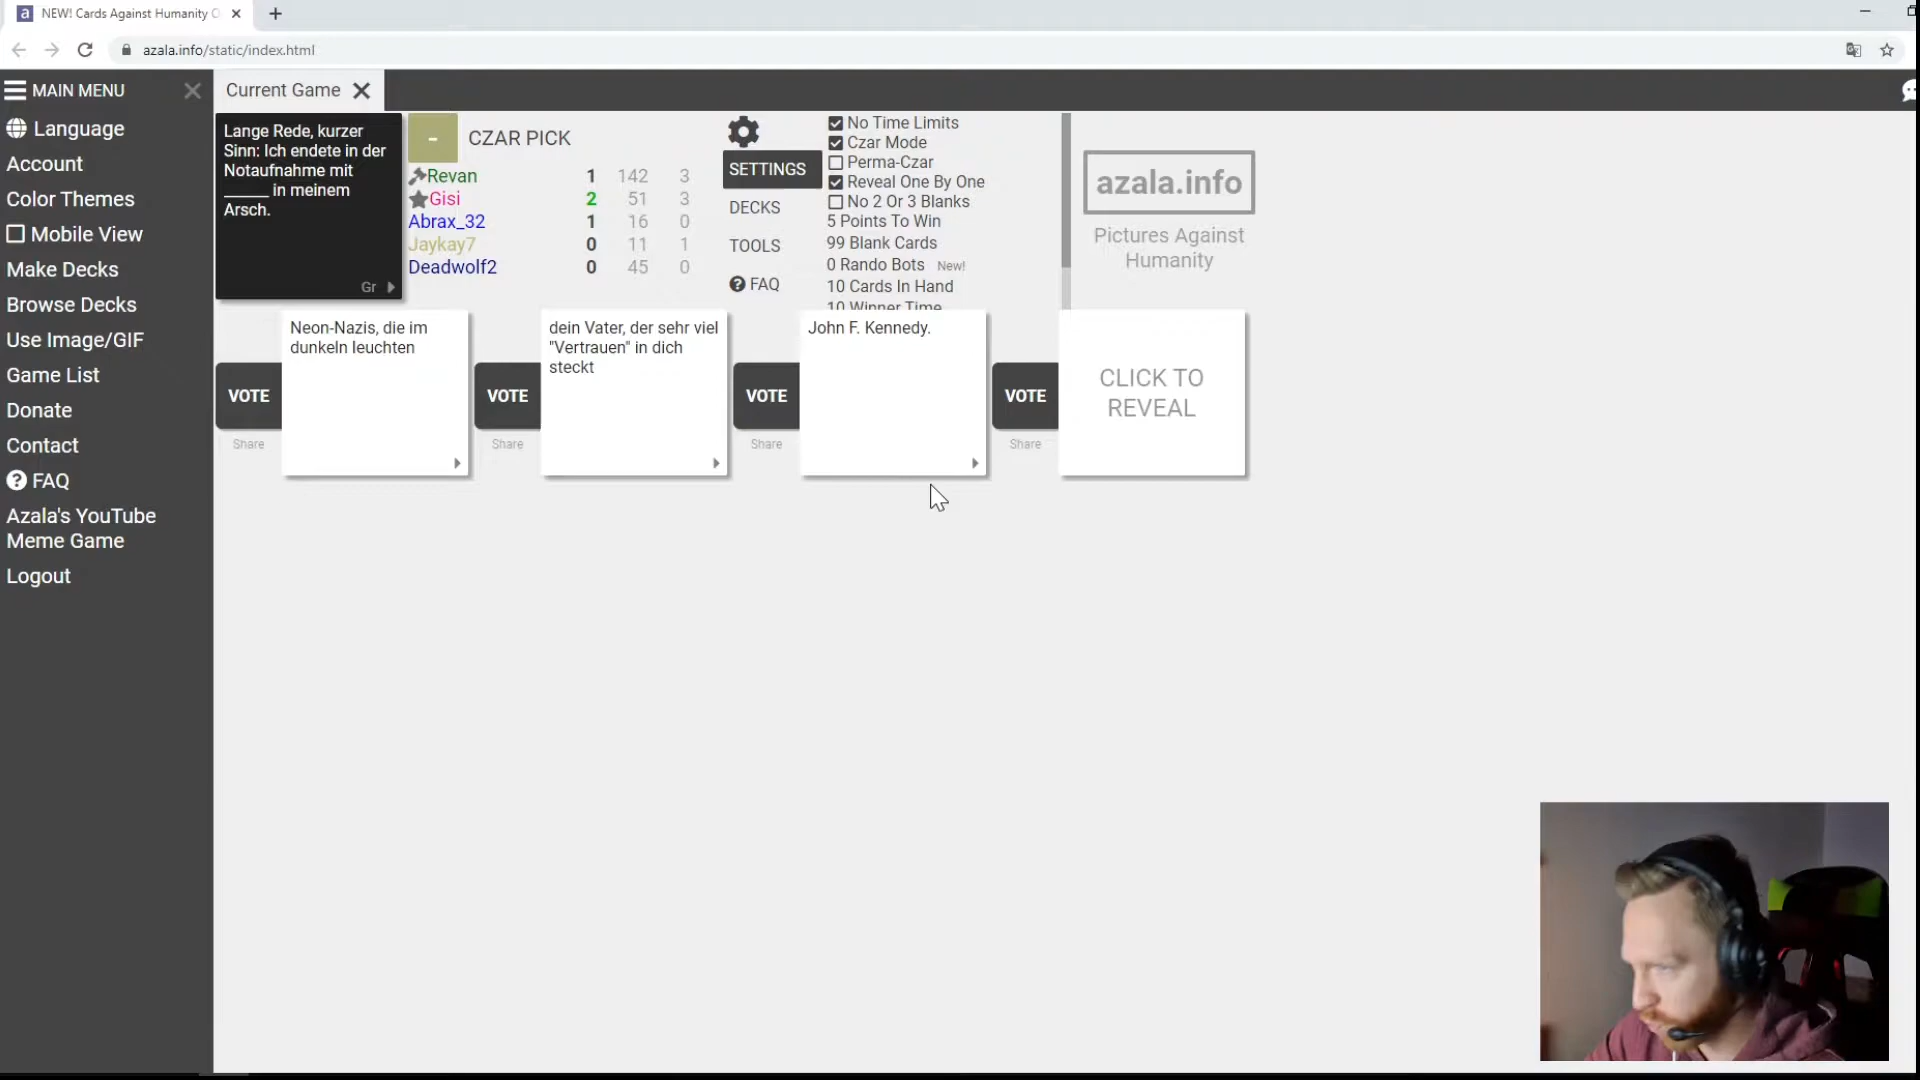 NEW! Cards Against Humanity O
azala.info/static/index.html
MAIN MENU
Language
Account
Color Themes
Mobile View
Make Decks
Browse Decks
Use Image/GIF
Game List
Donate
Contact
FAQ
Azala's YouTube
Meme Game
Logout
Current Game
Lange Rede, kurzer
Sinn: Ich endete in der
Notaufnahme mit
_____ in meinem
Arsch.
Gr
- CZAR PICK
Revan 1 142 3
Gisi 2 51 3
Abrax_32 1 16 0
Jaykay7 0 11 1
Deadwolf2 0 45 0
SETTINGS
DECKS
TOOLS
FAQ
No Time Limits
Czar Mode
Perma-Czar
Reveal One By One
No 2 Or 3 Blanks
5 Points To Win
99 Blank Cards
0 Rando Bots New!
10 Cards In Hand
10 Winner Time
azala.info
Pictures Against
Humanity
VOTE
Share
Neon-Nazis, die im
dunkeln leuchten
VOTE
Share
dein Vater, der sehr viel
"Vertrauen" in dich
steckt
VOTE
Share
John F. Kennedy.
VOTE
Share
CLICK TO
REVEAL